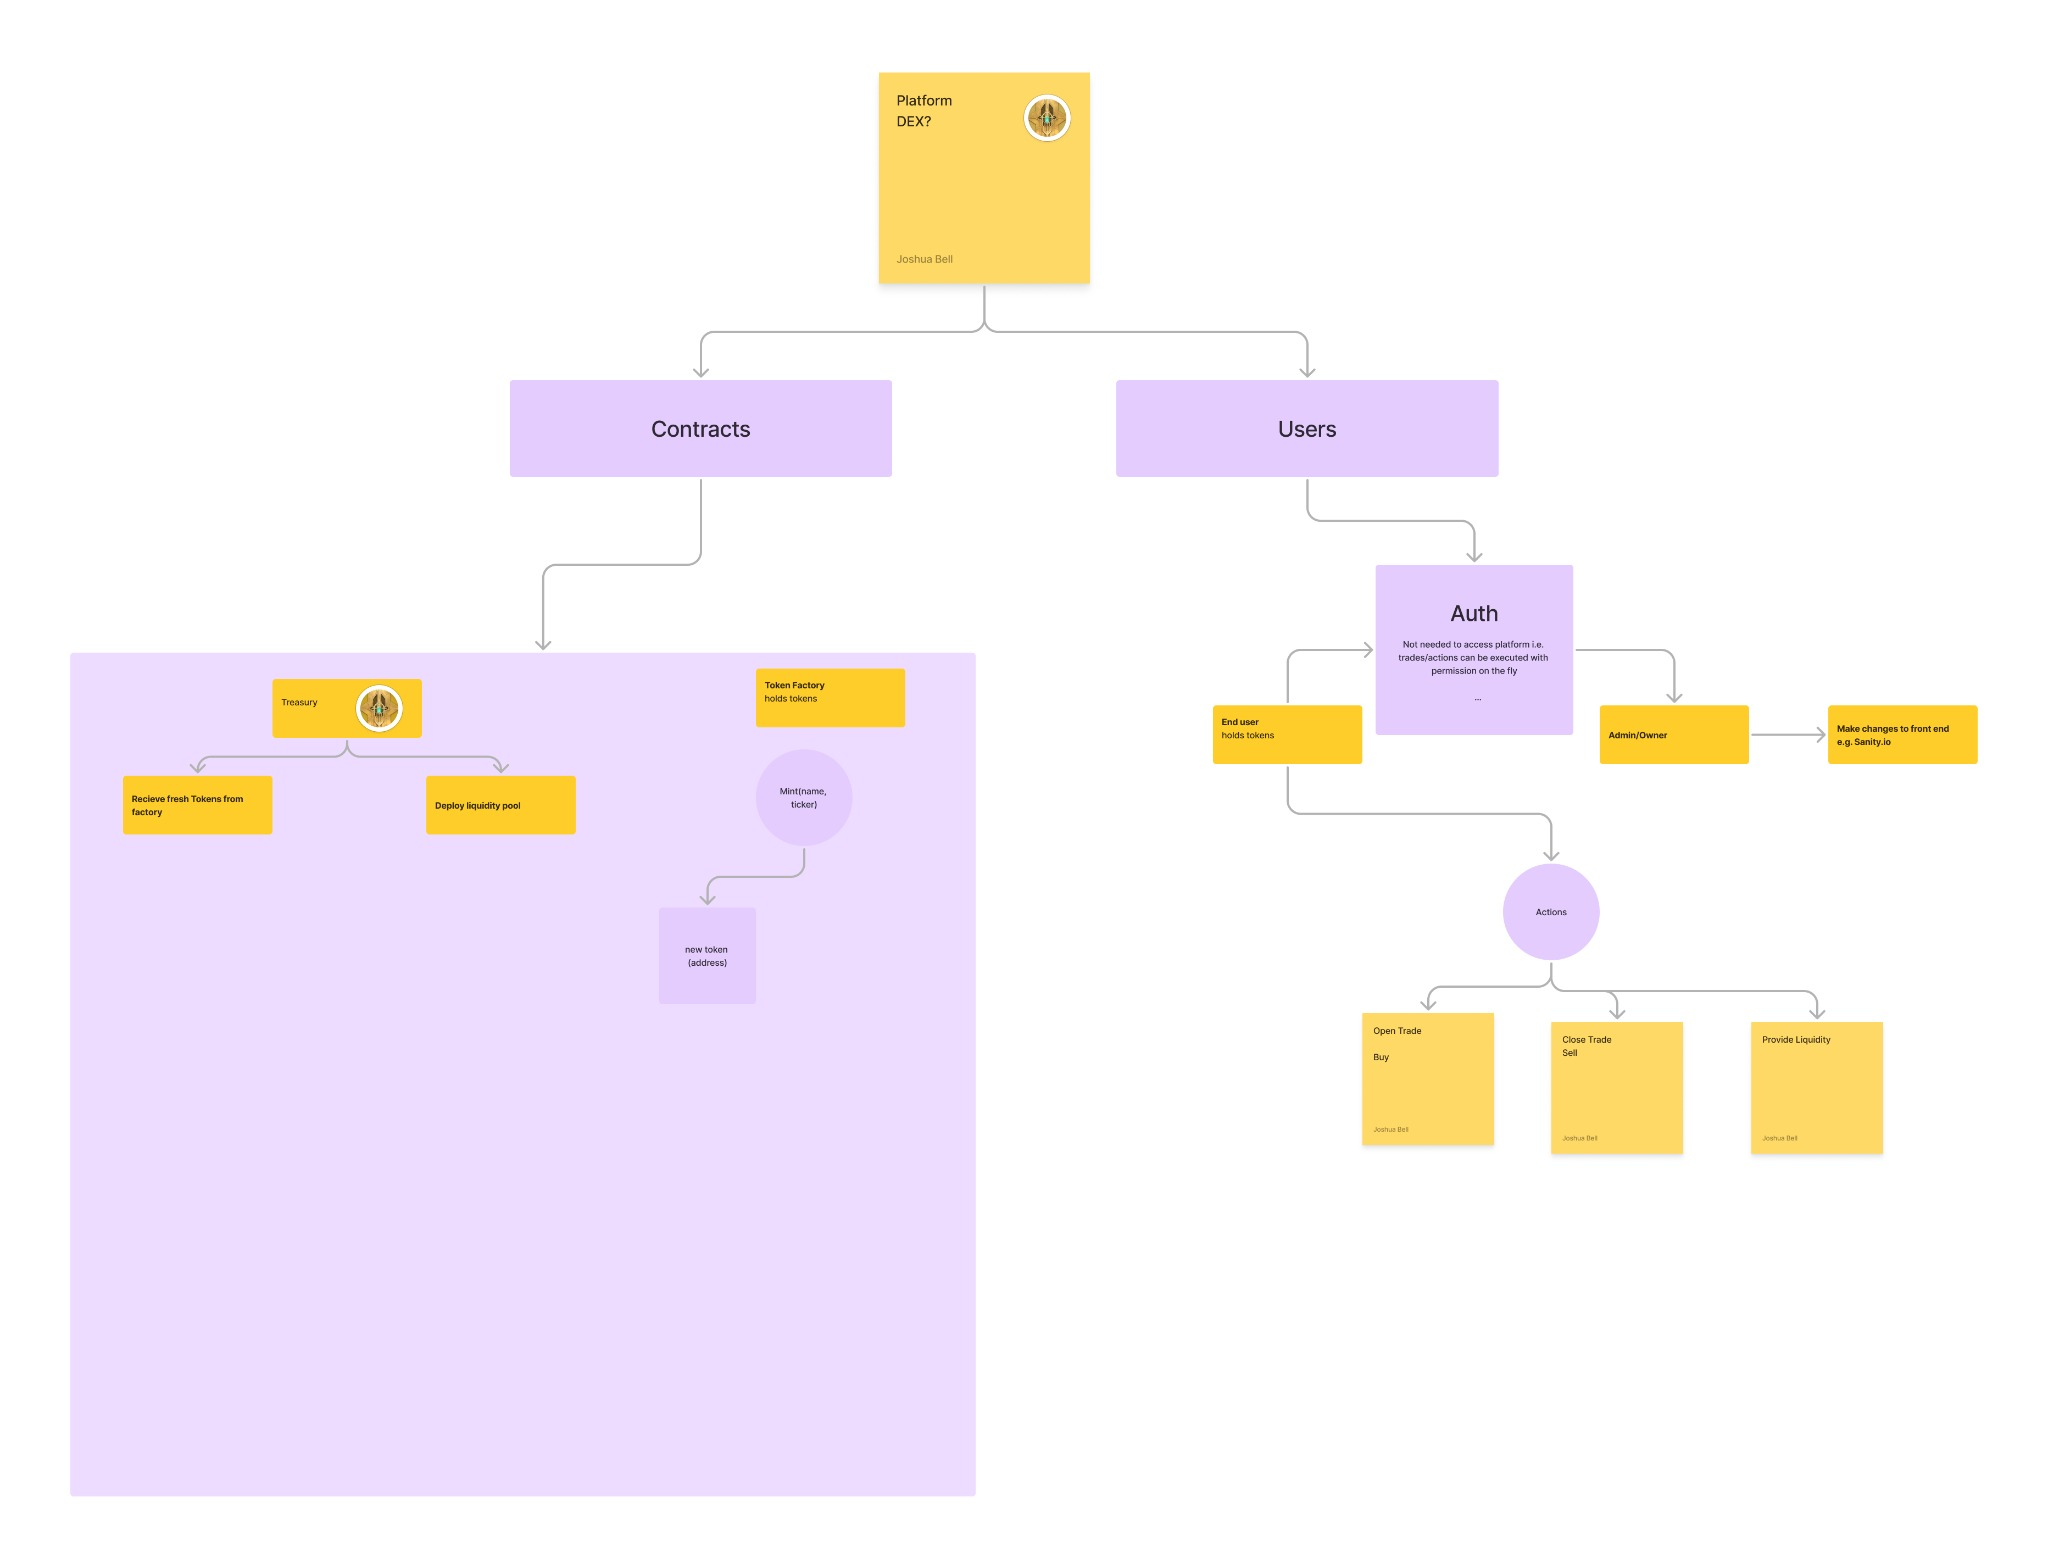 Platform
DEX?
Joshua Bell
Contracts
Users
Auth
Not needed to access platform i.e.
trades/actions can be executed with
permission on the fly
...
Treasury
Token Factory
holds tokens
Recieve fresh Tokens from
factory
Deploy liquidity pool
Mint(name,
ticker)
new token
(address)
End user
holds tokens
Admin/Owner
Make changes to front end
e.g. Sanity.io
Actions
Open Trade
Buy
Joshua Bell
Close Trade
Sell
Joshua Bell
Provide Liquidity
Joshua Bell